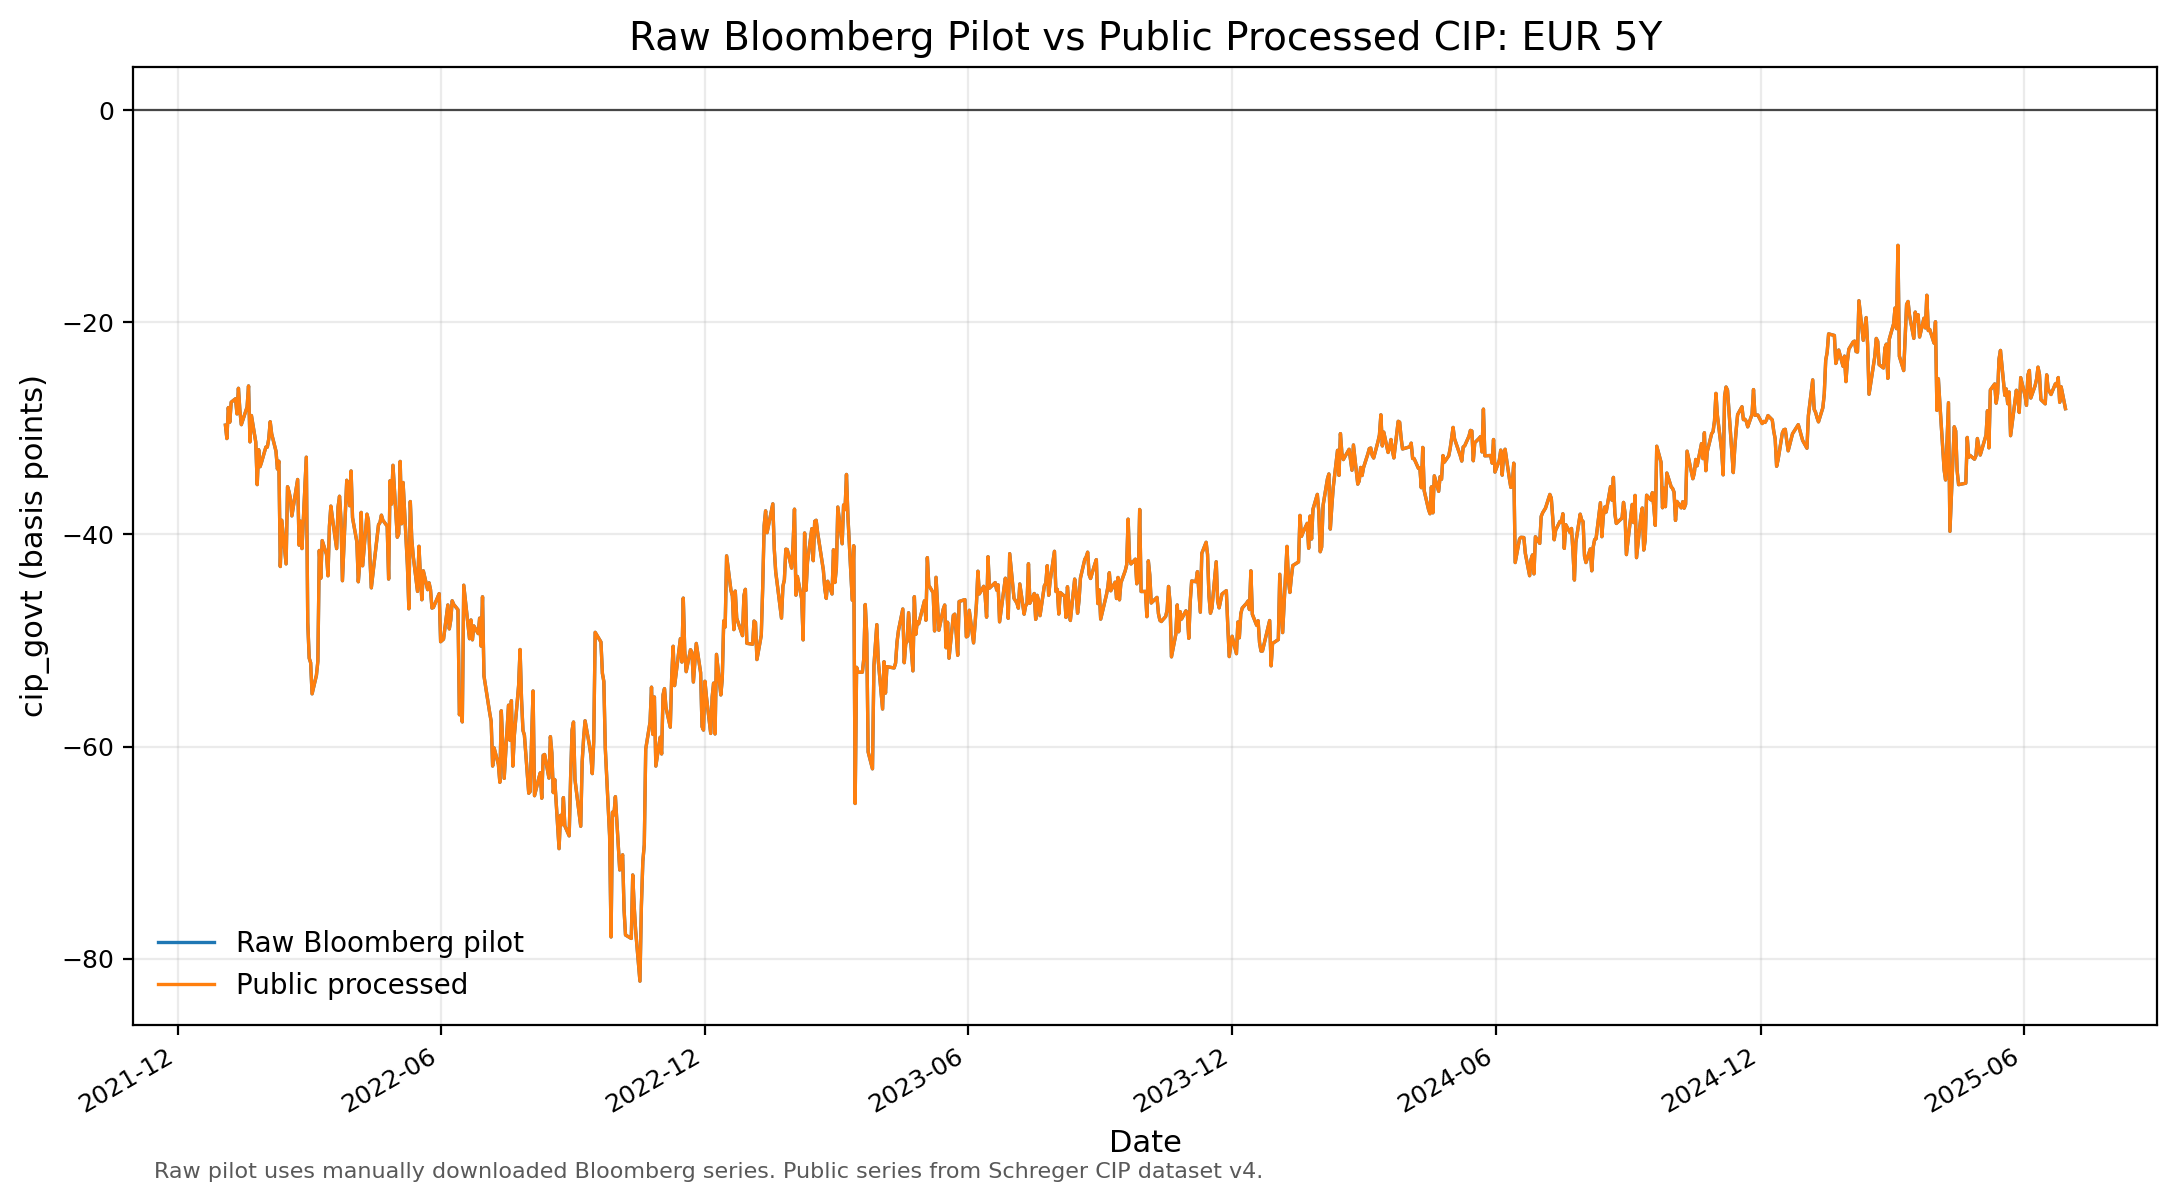 Raw Bloomberg Pilot vs Public Processed CIP: EUR 5Y
cip_govt (basis points)
0
−20
−40
−60
−80
Raw Bloomberg pilot
Public processed
2021-12
2022-06
2022-12
2023-06
2023-12
2024-06
2024-12
2025-06
Date
Raw pilot uses manually downloaded Bloomberg series. Public series from Schreger CIP dataset v4.